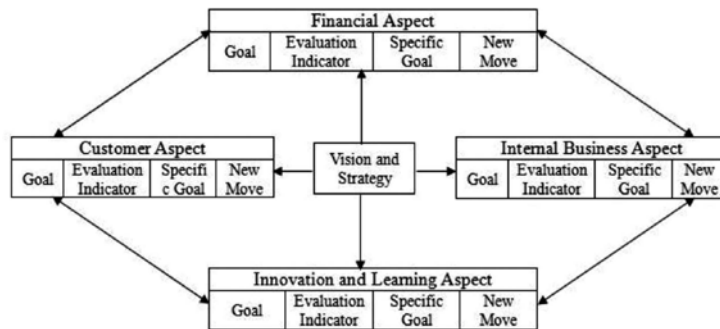 Financial Aspect
Goal
Evaluation
Indicator
Specific
Goal
New
Move
Customer Aspect
Goal
Evaluation
Indicator
Specifi
c Goal
New
Move
Vision and
Strategy
Internal Business Aspect
Goal
Evaluation
Indicator
Specific
Goal
New
Move
Innovation and Learning Aspect
Goal
Evaluation
Indicator
Specific
Goal
New
Move